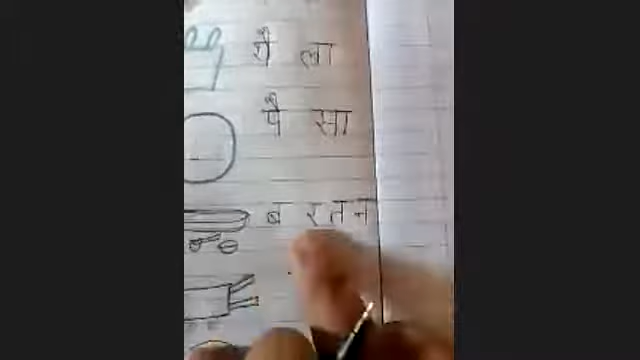 थै ला
पै सा
ब रतन